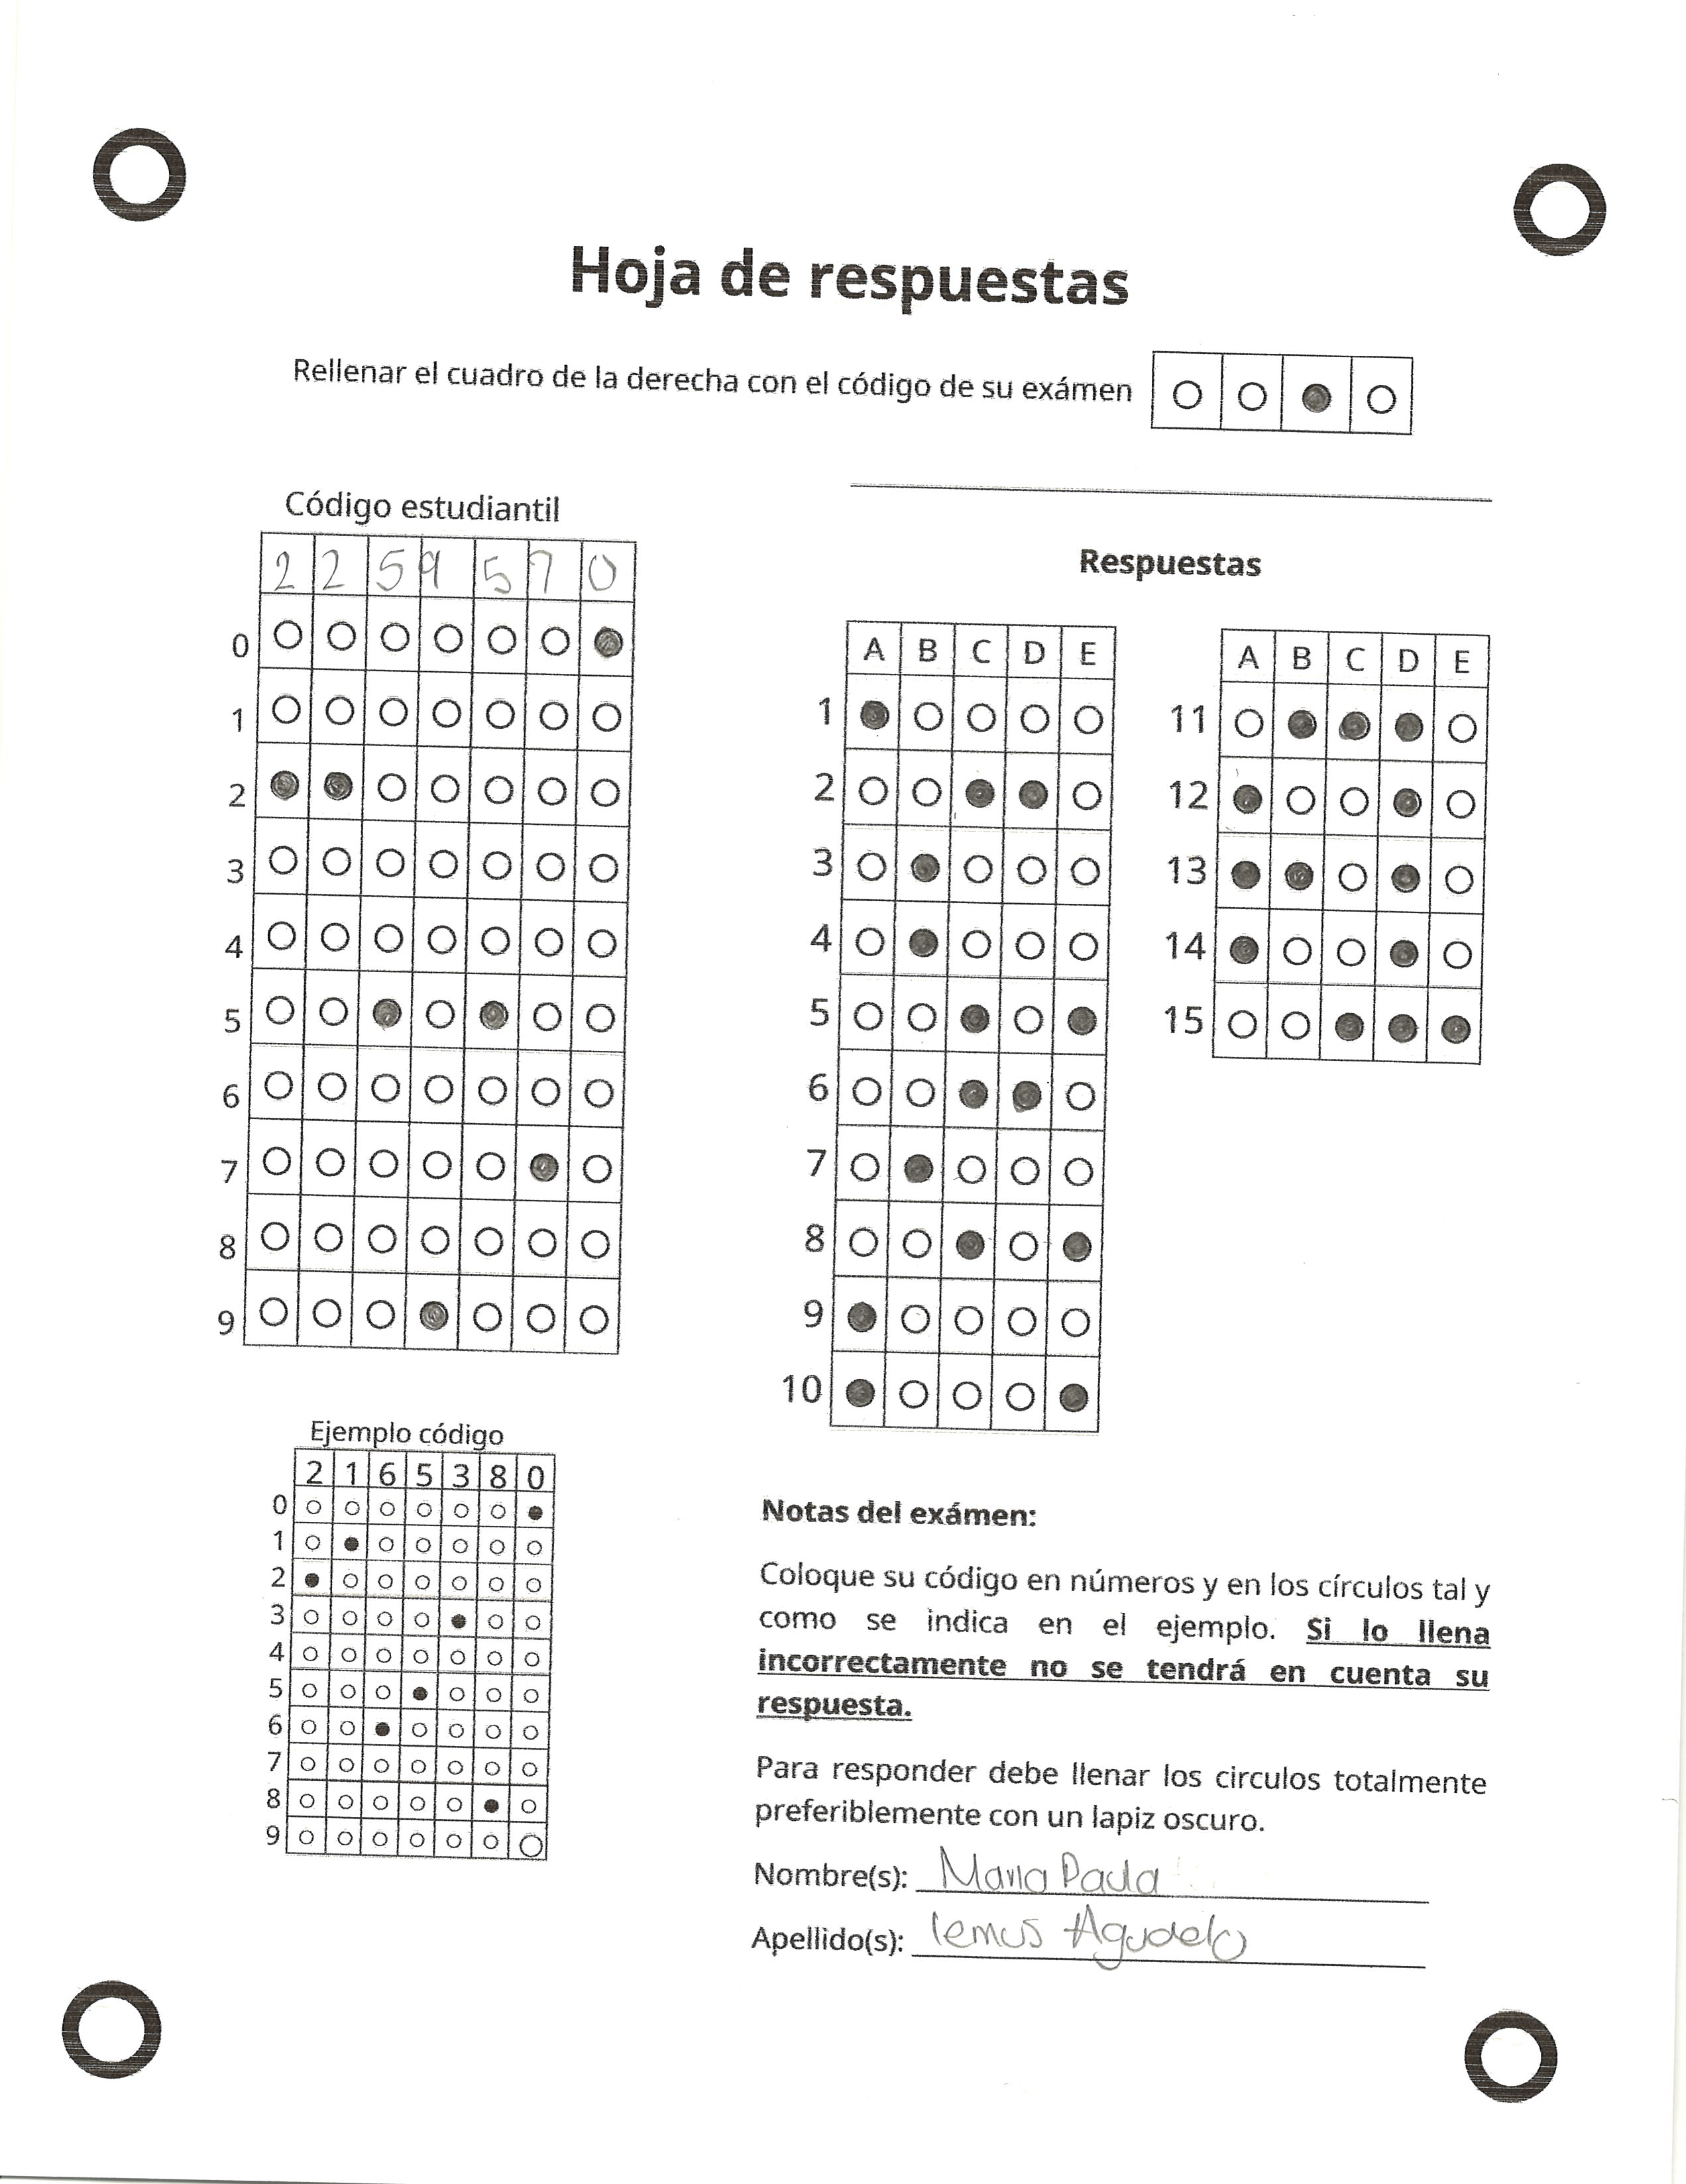 Hoja de respuestas
Rellenar el cuadro de la derecha con el código de su exámen
Código estudiantil
2 2 5 9 5 7 0
0
1
2
3
4
5
6
7
8
9
Respuestas
A B C D E
1
2
3
4
5
6
7
8
9
10
A B C D E
11
12
13
14
15
Ejemplo código
2 1 6 5 3 8 0
0
1
2
3
4
5
6
7
8
9
Notas del exámen:
Coloque su código en números y en los círculos tal y
como se indica en el ejemplo. Si lo llena
incorrectamente no se tendrá en cuenta su
respuesta.
Para responder debe llenar los circulos totalmente
preferiblemente con un lapiz oscuro.
Nombre(s): Maria Paula
Apellido(s): lemus Agudelo